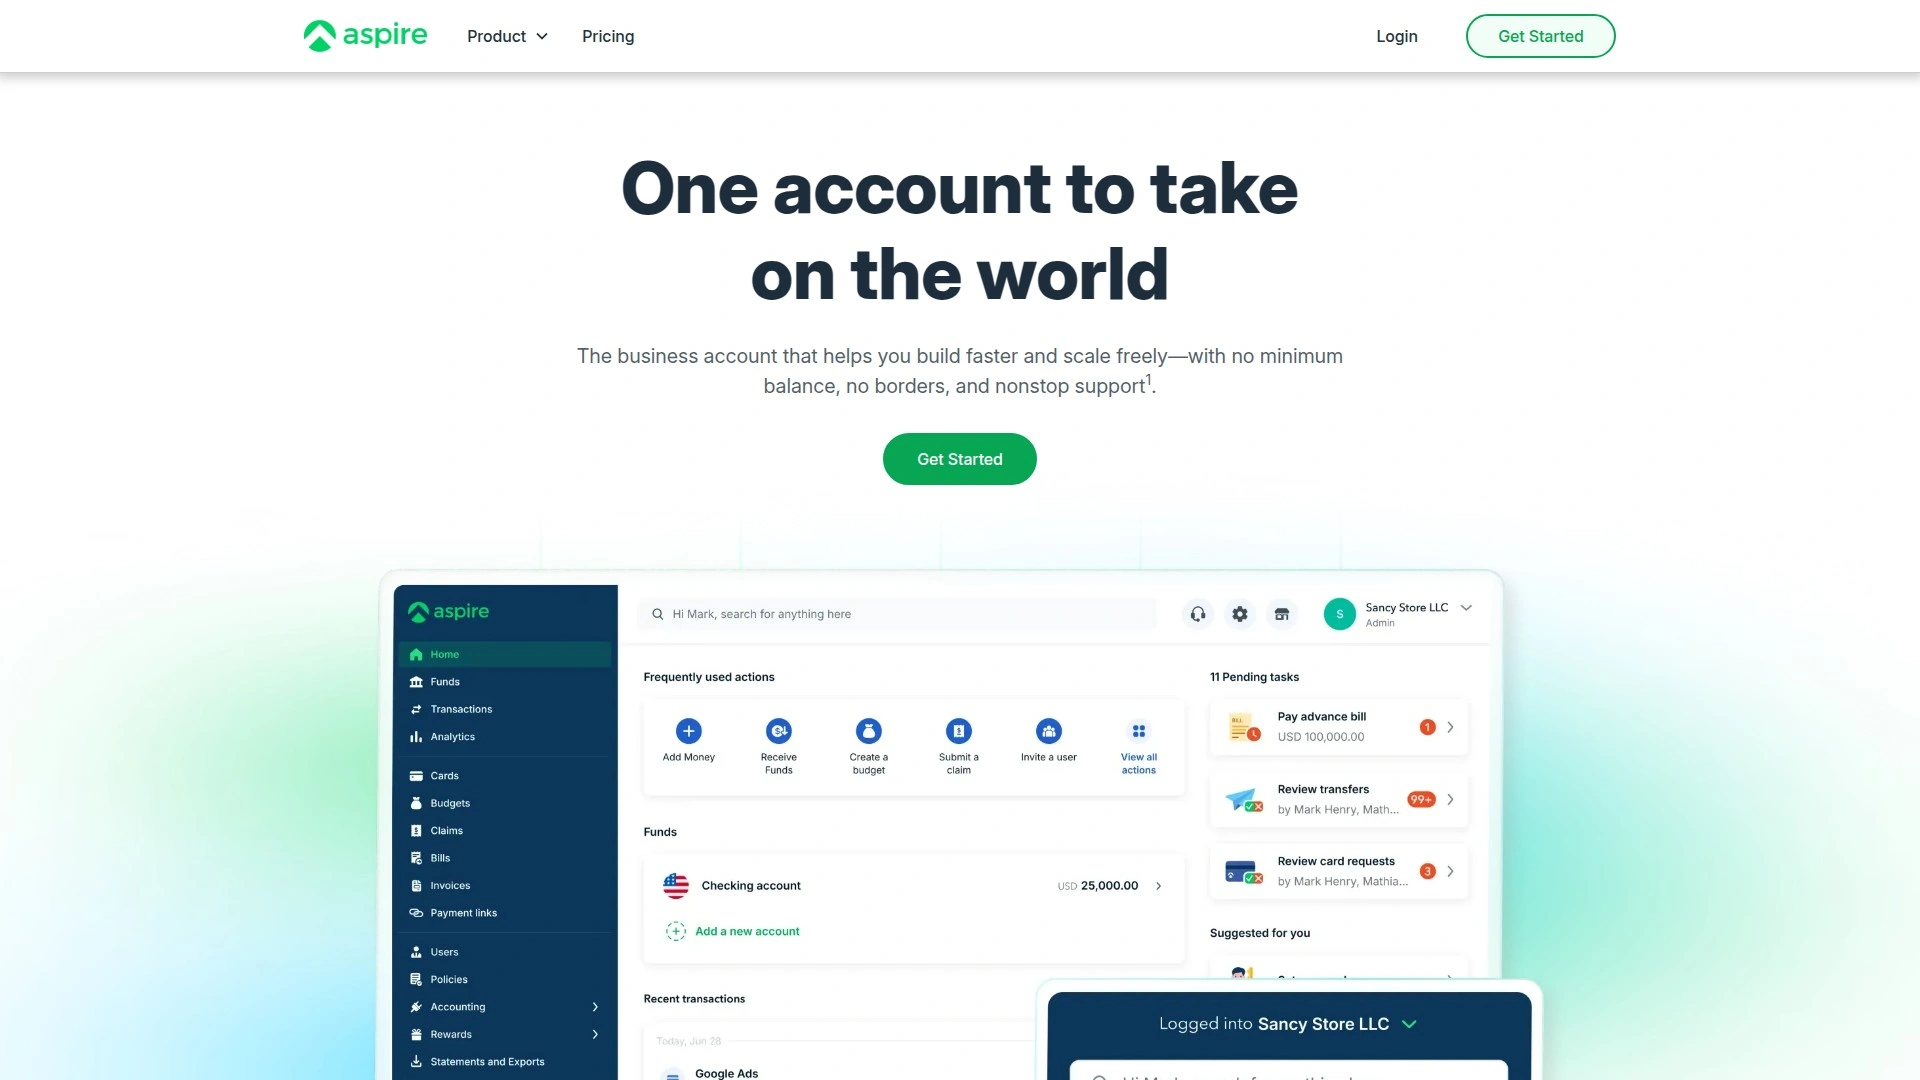 aspire
Product
Pricing
Login
Get Started
One account to take
on the world
The business account that helps you build faster and scale freely—with no minimum
balance, no borders, and nonstop support1.
Get Started
aspire
Home
Funds
Transactions
Analytics
Cards
Budgets
Claims
Bills
Invoices
Payment links
Users
Policies
Accounting
Rewards
Statements and Exports
Hi Mark, search for anything here
S
Sancy Store LLC
Admin
Frequently used actions
Add Money
Receive
Funds
Create a
budget
Submit a
claim
Invite a user
View all
actions
Funds
Checking account
USD 25,000.00
Add a new account
Recent transactions
Today, Jun 28
Google Ads
11 Pending tasks
BILL
Pay advance bill
USD 100,000.00
1
Review transfers
by Mark Henry, Math...
99+
Review card requests
by Mark Henry, Mathia...
3
Suggested for you
Logged into Sancy Store LLC